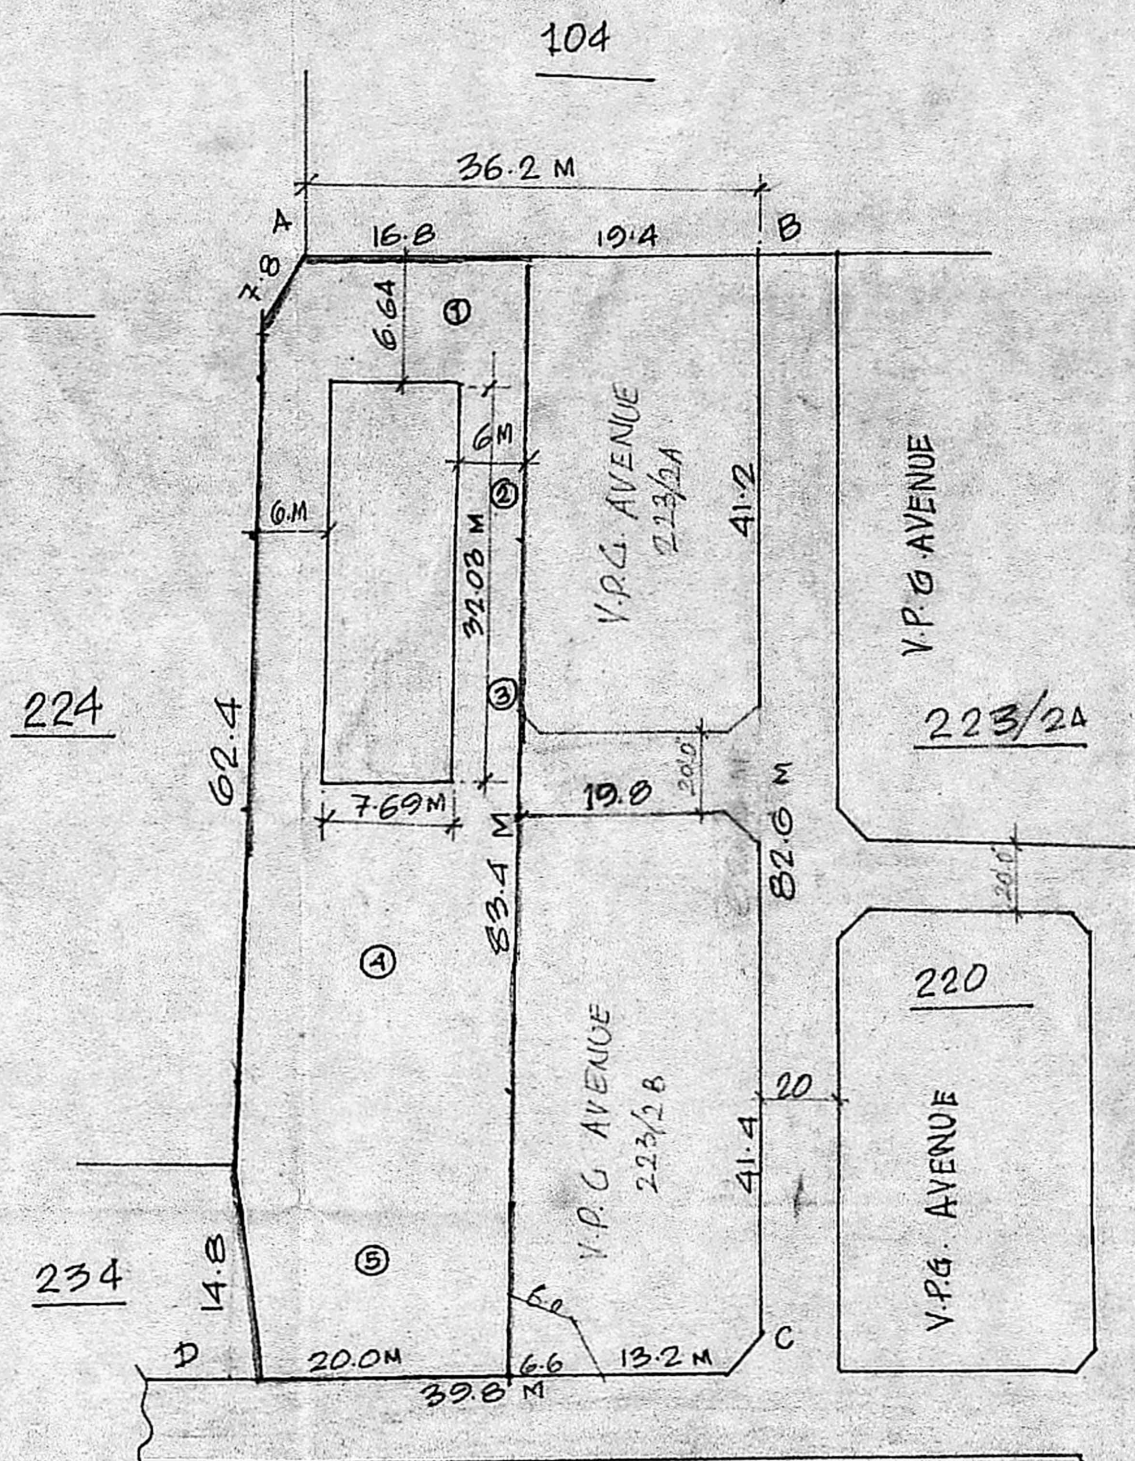 104
36.2 M
A
B
16.8
19.4
7.8
6.64
①
6 M
②
6.M
32.03 M
③
V.P.G. AVENUE
223/2A
41.2
V.P.G. AVENUE
223/2A
224
62.4
7.69 M
19.8
20.0'
83.4 M
82.6 M
20.0'
④
220
V.P.G AVENUE
223/2B
20
41.4
V.P.G. AVENUE
234
14.8
⑤
6.0
C
D
20.0M
6.6
13.2 M
39.8 M